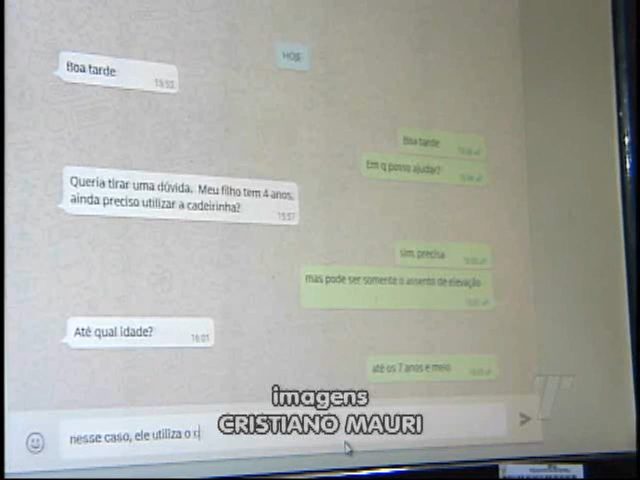 HOJE
Boa tarde
15:53
Boa tarde
Em q posso ajudar?
Queria tirar uma dúvida. Meu filho tem 4 anos,
ainda preciso utilizar a cadeirinha?
15:57
sim, precisa
mas pode ser somente o assento de elevação
Até qual idade?
16:01
até os 7 anos e meio
imagens
CRISTIANO MAURI
nesse caso, ele utiliza o c